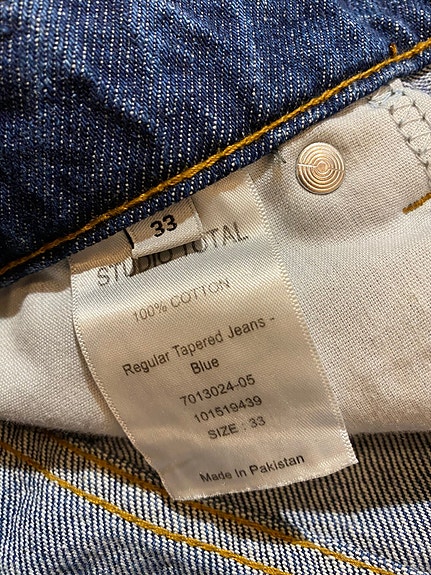 33
STUDIO TOTAL
100% COTTON
Regular Tapered Jeans -
Blue
7013024-05
101519439
SIZE : 33
Made In Pakistan